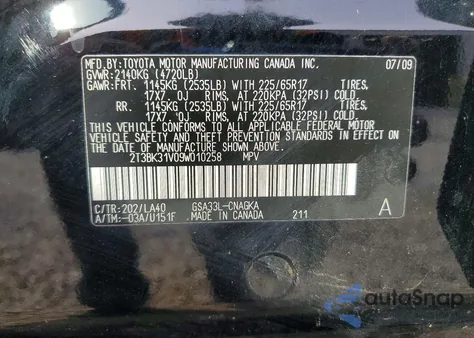 MFD.BY:TOYOTA MOTOR MANUFACTURING CANADA INC. 07/09
GVWR: 2140KG (4720LB)
GAWR:FRT. 1145KG (2535LB) WITH 225/65R17 TIRES,
17X7.0J RIMS, AT 220KPA (32PSI) COLD.
RR. 1145KG (2535LB) WITH 225/65R17 TIRES,
17X7.0J RIMS, AT 220KPA (32PSI) COLD.
THIS VEHICLE CONFORMS TO ALL APPLICABLE FEDERAL MOTOR
VEHICLE SAFETY AND THEFT PREVENTION STANDARDS IN EFFECT ON
THE DATE OF MANUFACTURE SHOWN ABOVE.
2T3BK31V09W010258 MPV
C/TR:202/LA40 GSA33L-CNAGKA
A/TM:-03A/U151F .MADE IN CANADA 211 A
autoSnap